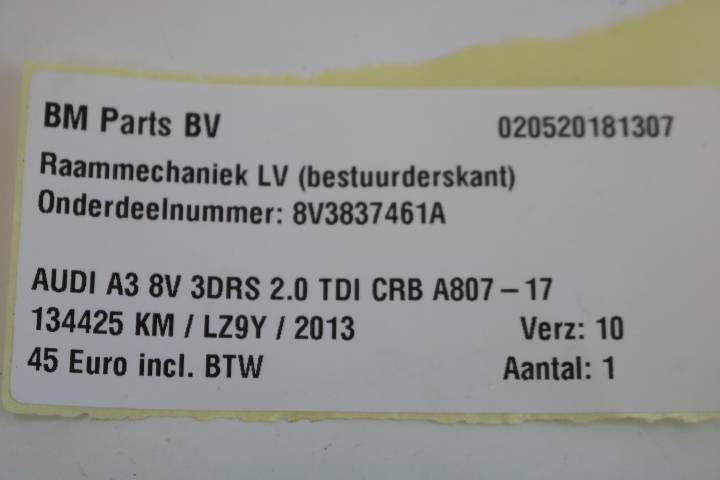 BM Parts BV 020520181307
Raammechaniek LV (bestuurderskant)
Onderdeelnummer: 8V3837461A
AUDI A3 8V 3DRS 2.0 TDI CRB A807 – 17
134425 KM / LZ9Y / 2013 Verz: 10
45 Euro incl. BTW Aantal: 1